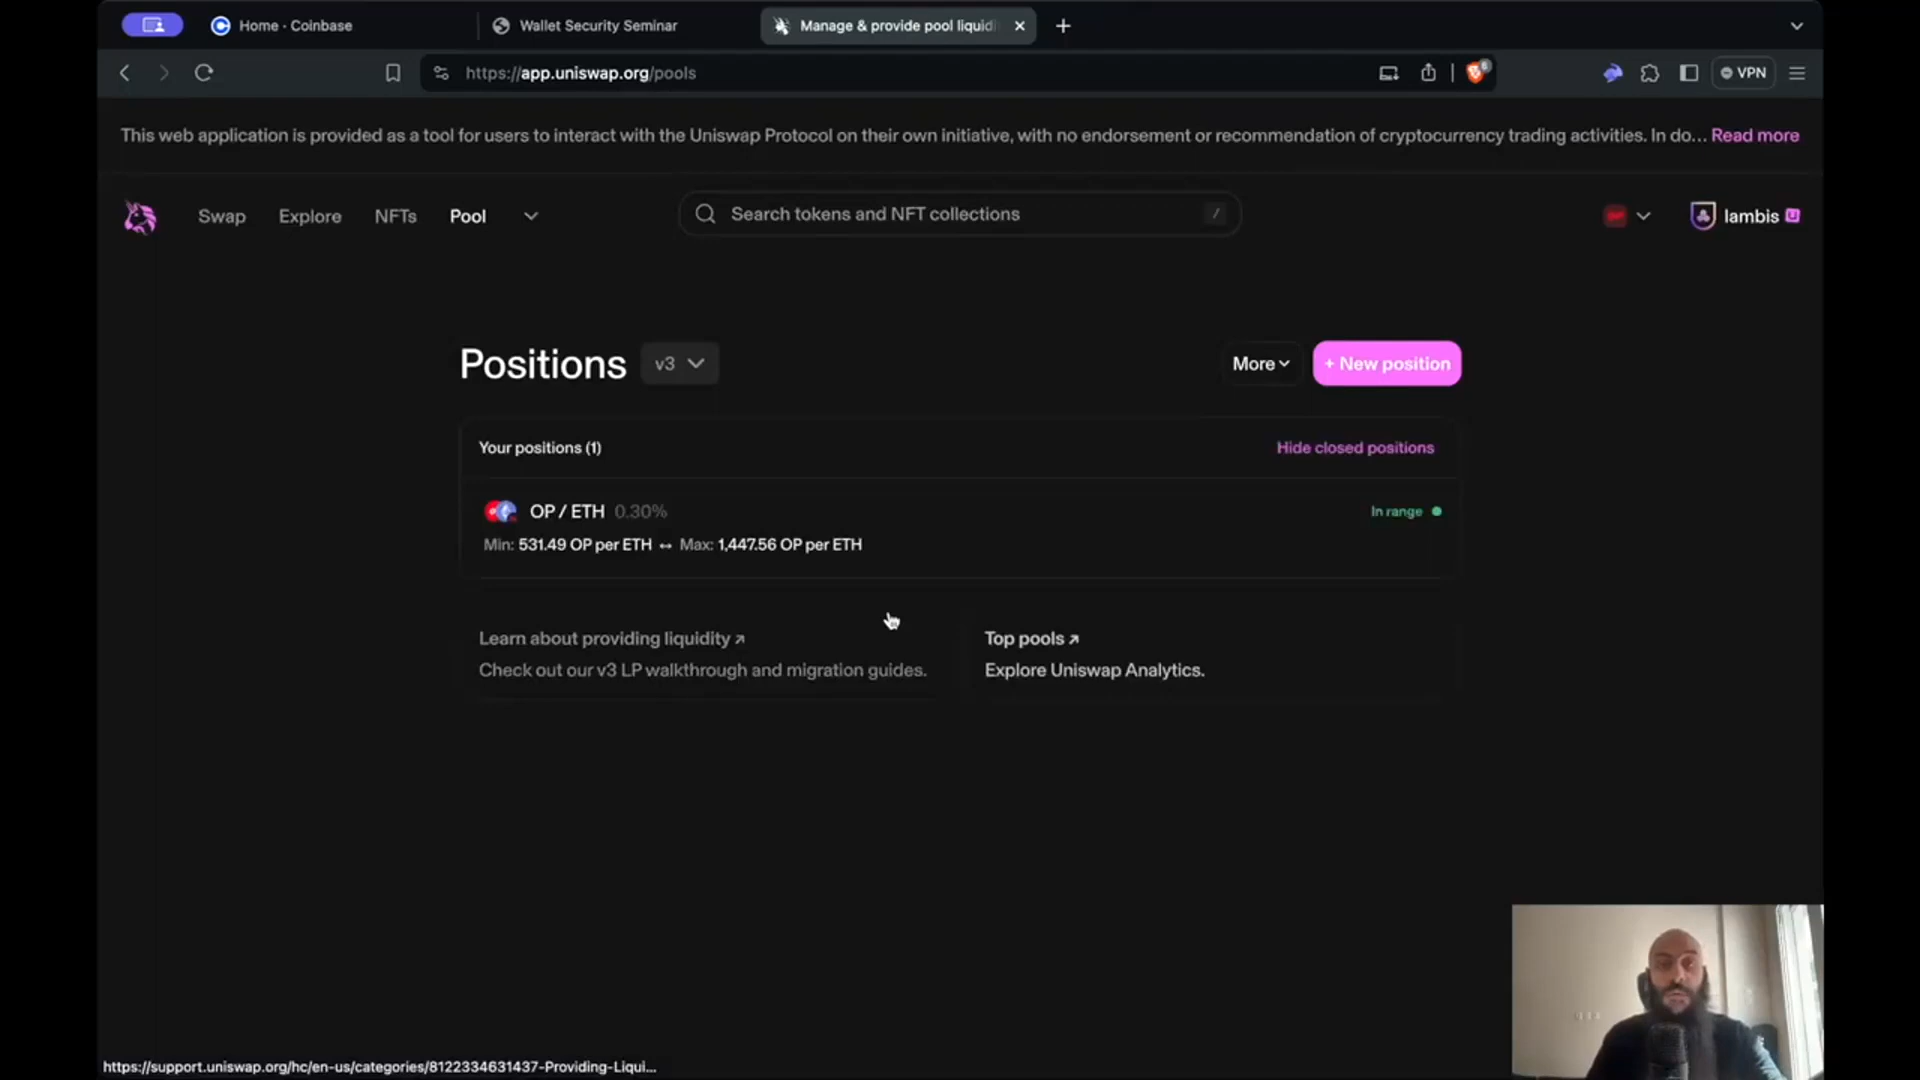 Home · Coinbase
Wallet Security Seminar
Manage & provide pool liquidi
https://app.uniswap.org/pools
6
VPN
This web application is provided as a tool for users to interact with the Uniswap Protocol on their own initiative, with no endorsement or recommendation of cryptocurrency trading activities. In do... Read more
Swap
Explore
NFTs
Pool
Search tokens and NFT collections
/
lambis
Positions
v3
More
+ New position
Your positions (1)
Hide closed positions
OP / ETH 0.30%
In range
Min: 531.49 OP per ETH ↔ Max: 1,447.56 OP per ETH
Learn about providing liquidity ↗
Check out our v3 LP walkthrough and migration guides.
Top pools ↗
Explore Uniswap Analytics.
https://support.uniswap.org/hc/en-us/categories/8122334631437-Providing-Liqui...